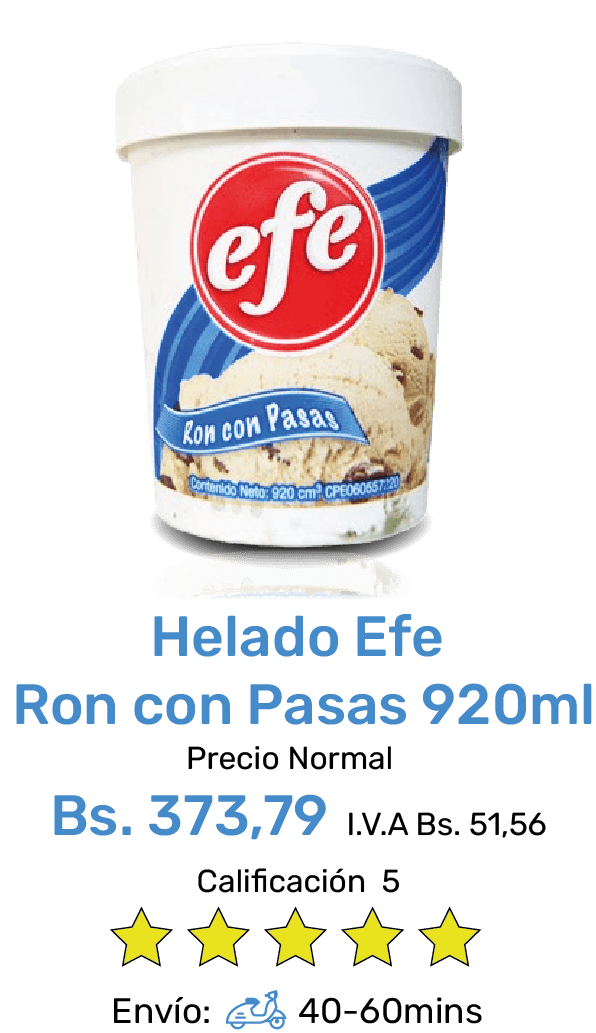 efe
Ron con Pasas
Contenido Neto: 920 cm³ CPE060557220
Helado Efe
Ron con Pasas 920ml
Precio Normal
Bs. 373,79 I.V.A Bs. 51,56
Calificación 5
Envío: 40-60mins